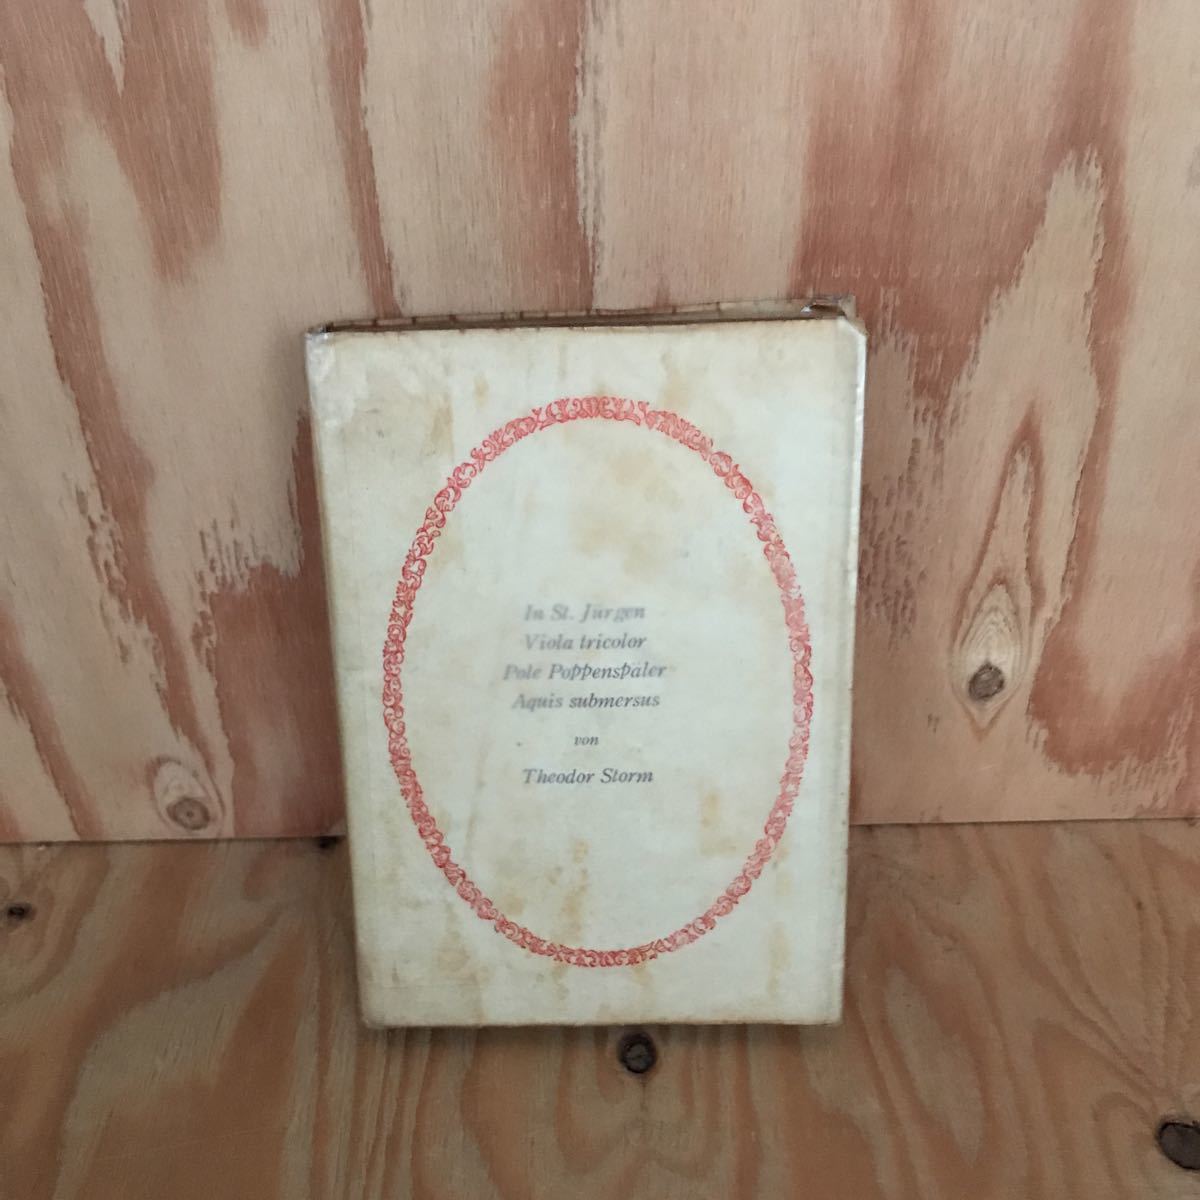 In St. Jürgen
Viola tricolor
Pole Poppenspäler
Aquis submersus
von
Theodor Storm